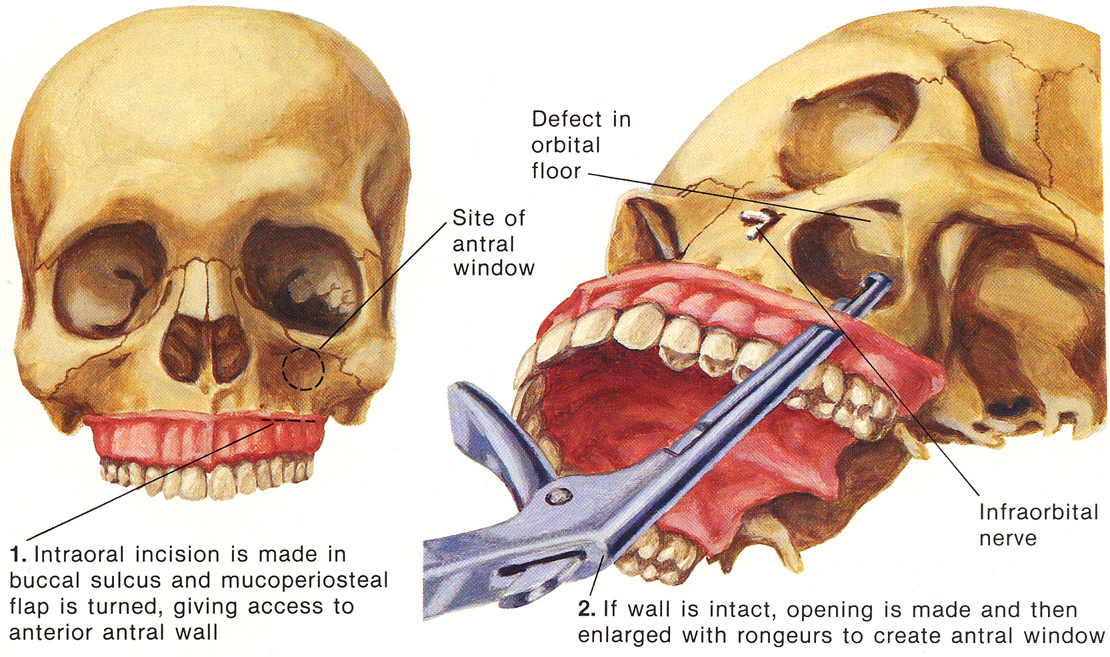 Defect in
orbital
floor
Site of
antral
window
Infraorbital
nerve
1. Intraoral incision is made in
buccal sulcus and mucoperiosteal
flap is turned, giving access to
anterior antral wall
2. If wall is intact, opening is made and then
enlarged with rongeurs to create antral window